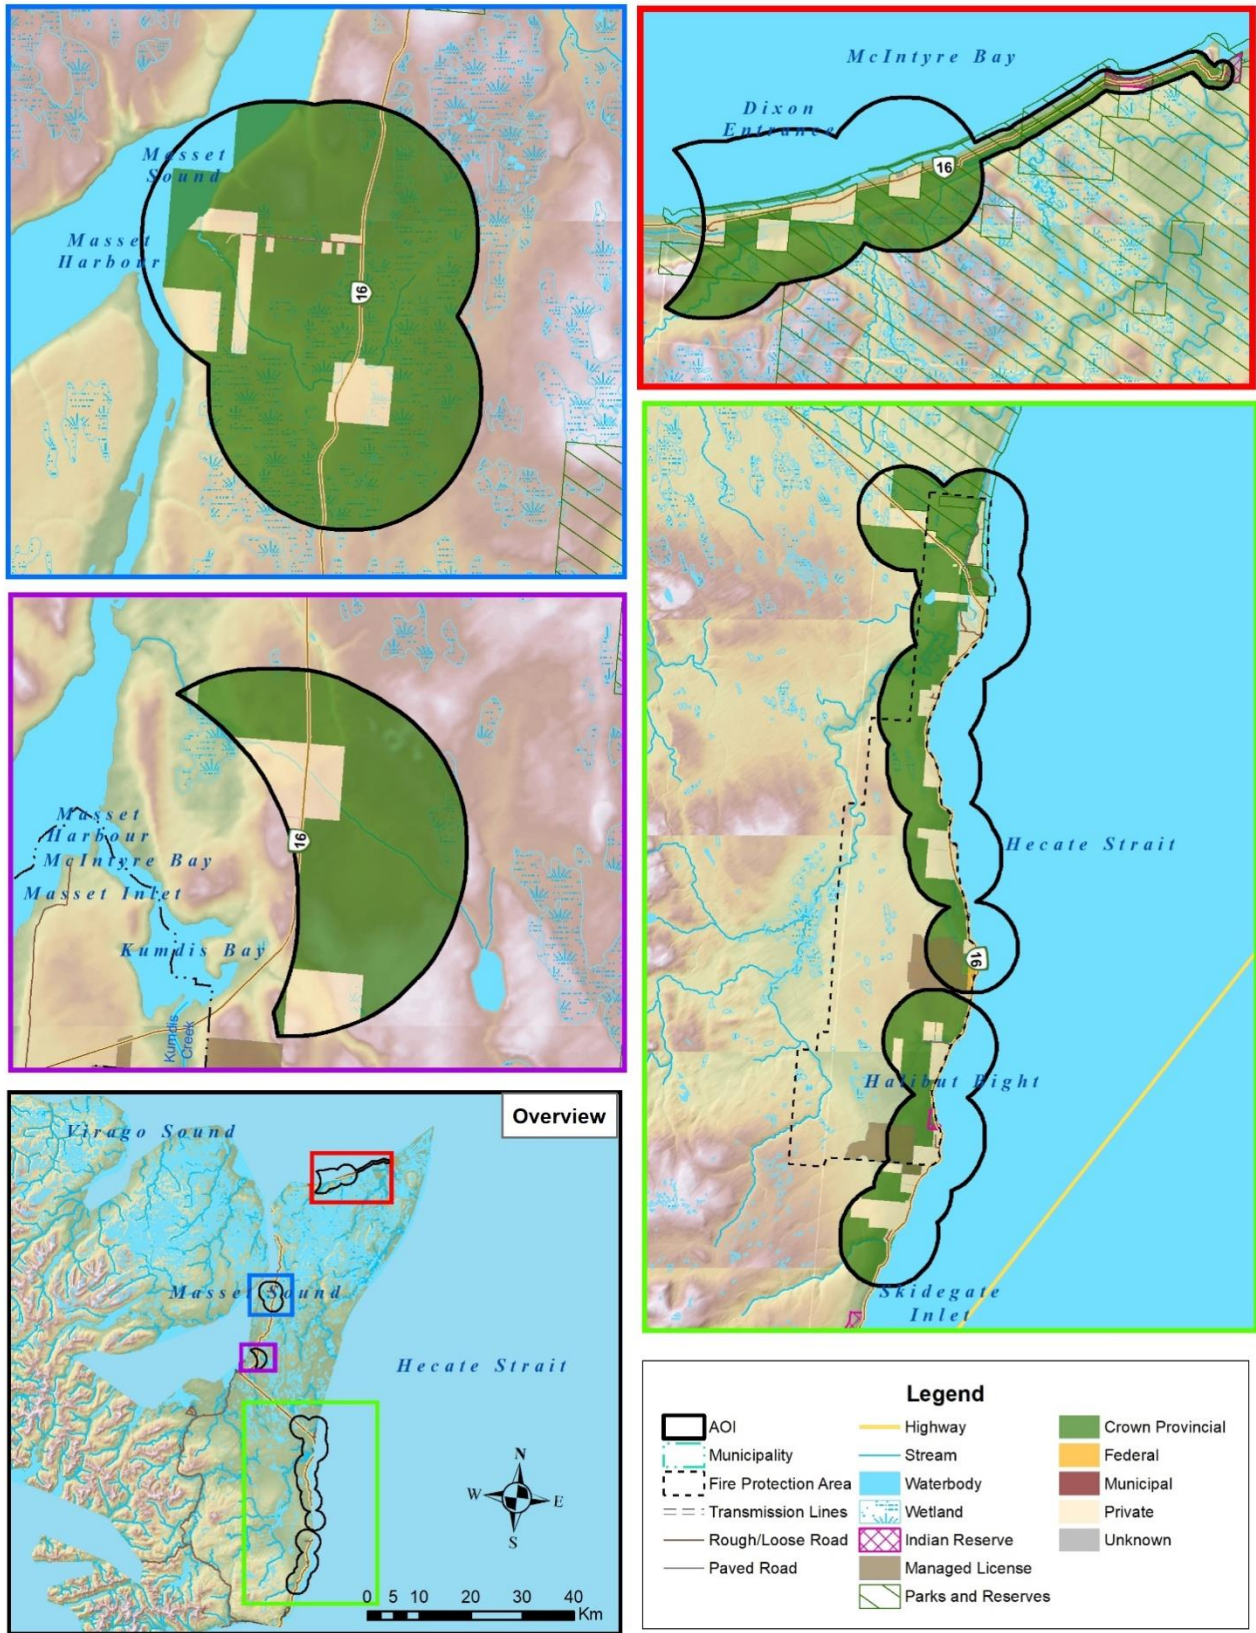 Masset
Sound
Masset
Harbour
16
McIntyre Bay
Dixon
Entrance
16
Masset
Harbour
McIntyre Bay
Masset Inlet
Kumdis Bay
Kumdis
Creek
16
Hecate Strait
16
Halibut Bight
Skidegate
Inlet
Overview
Virago Sound
Masset Sound
Hecate Strait
N
W E
S
0 5 10 20 30 40
Km
Legend
AOI
Municipality
Fire Protection Area
Transmission Lines
Rough/Loose Road
Paved Road
Highway
Stream
Waterbody
Wetland
Indian Reserve
Managed License
Parks and Reserves
Crown Provincial
Federal
Municipal
Private
Unknown